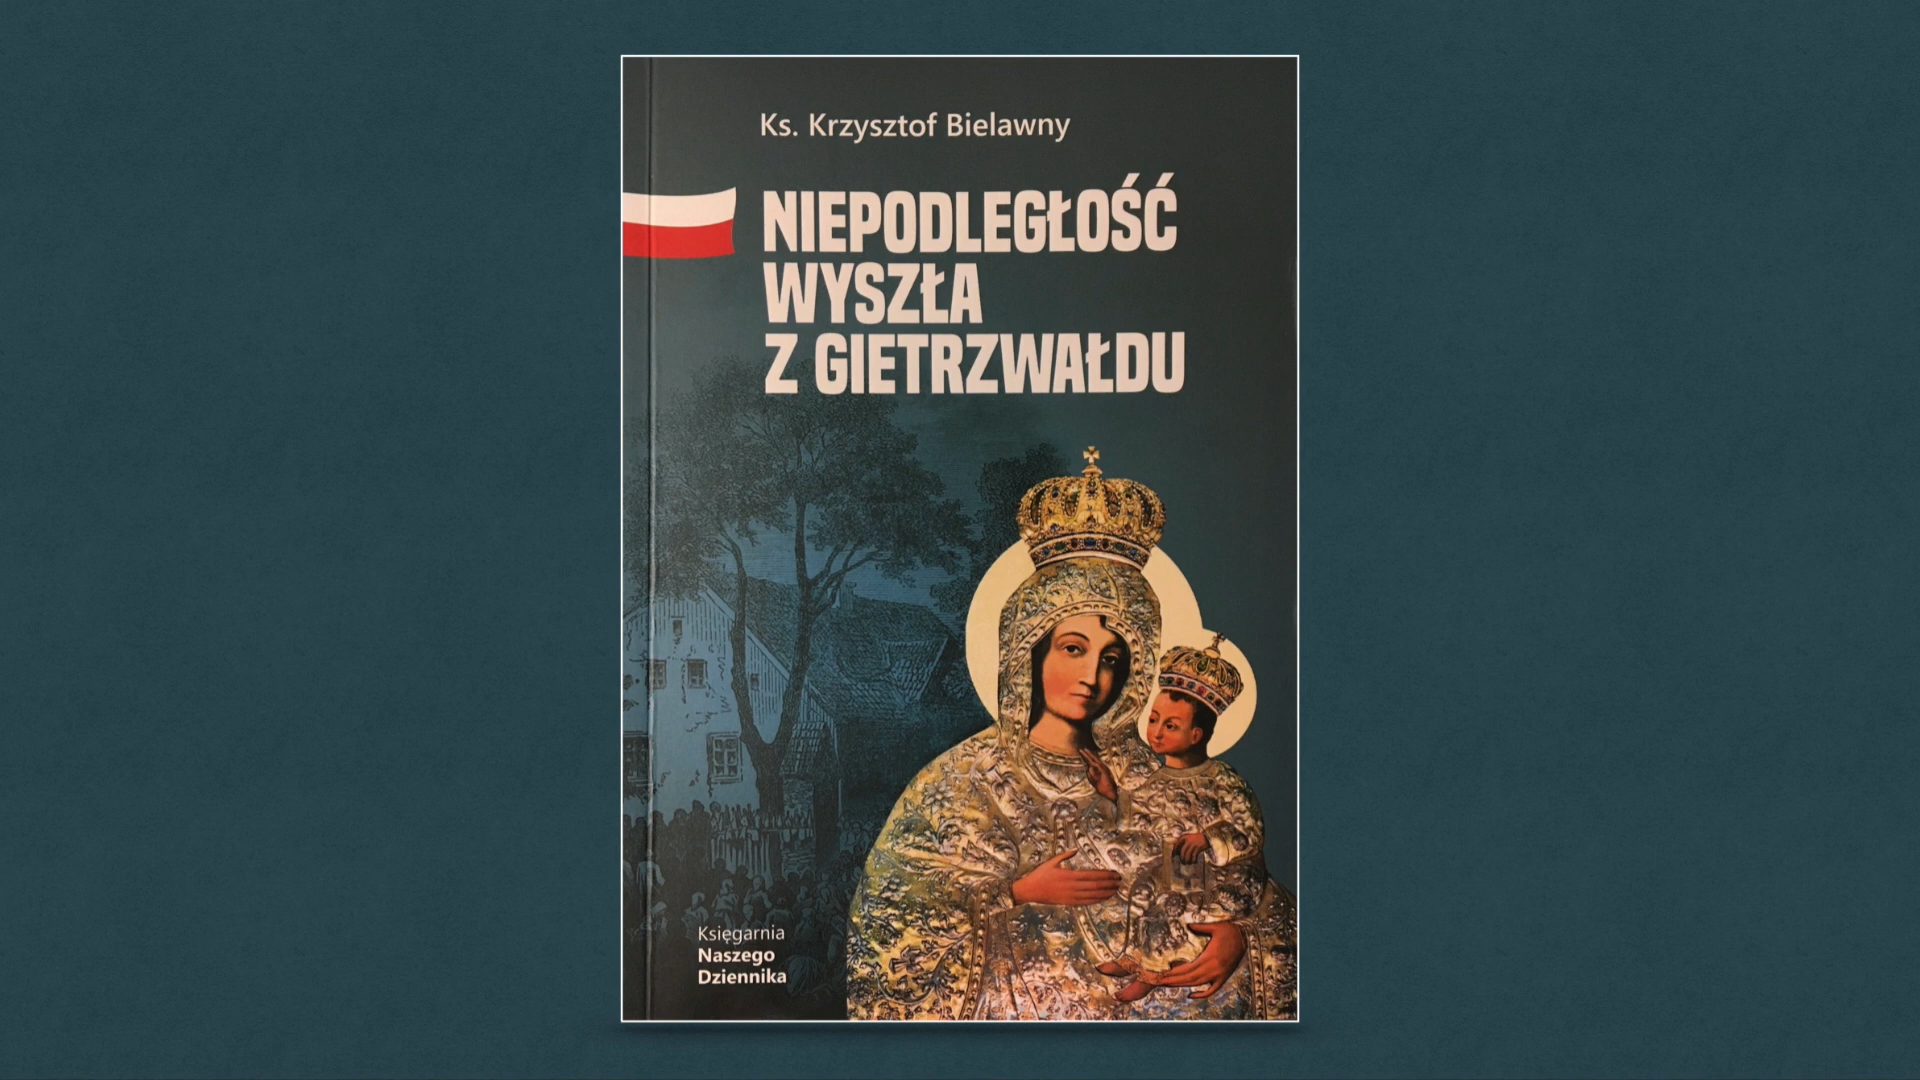 Ks. Krzysztof Bielawny
NIEPODLEGŁOŚĆ
WYSZŁA
Z GIETRZWAŁDU
Księgarnia
Naszego
Dziennika